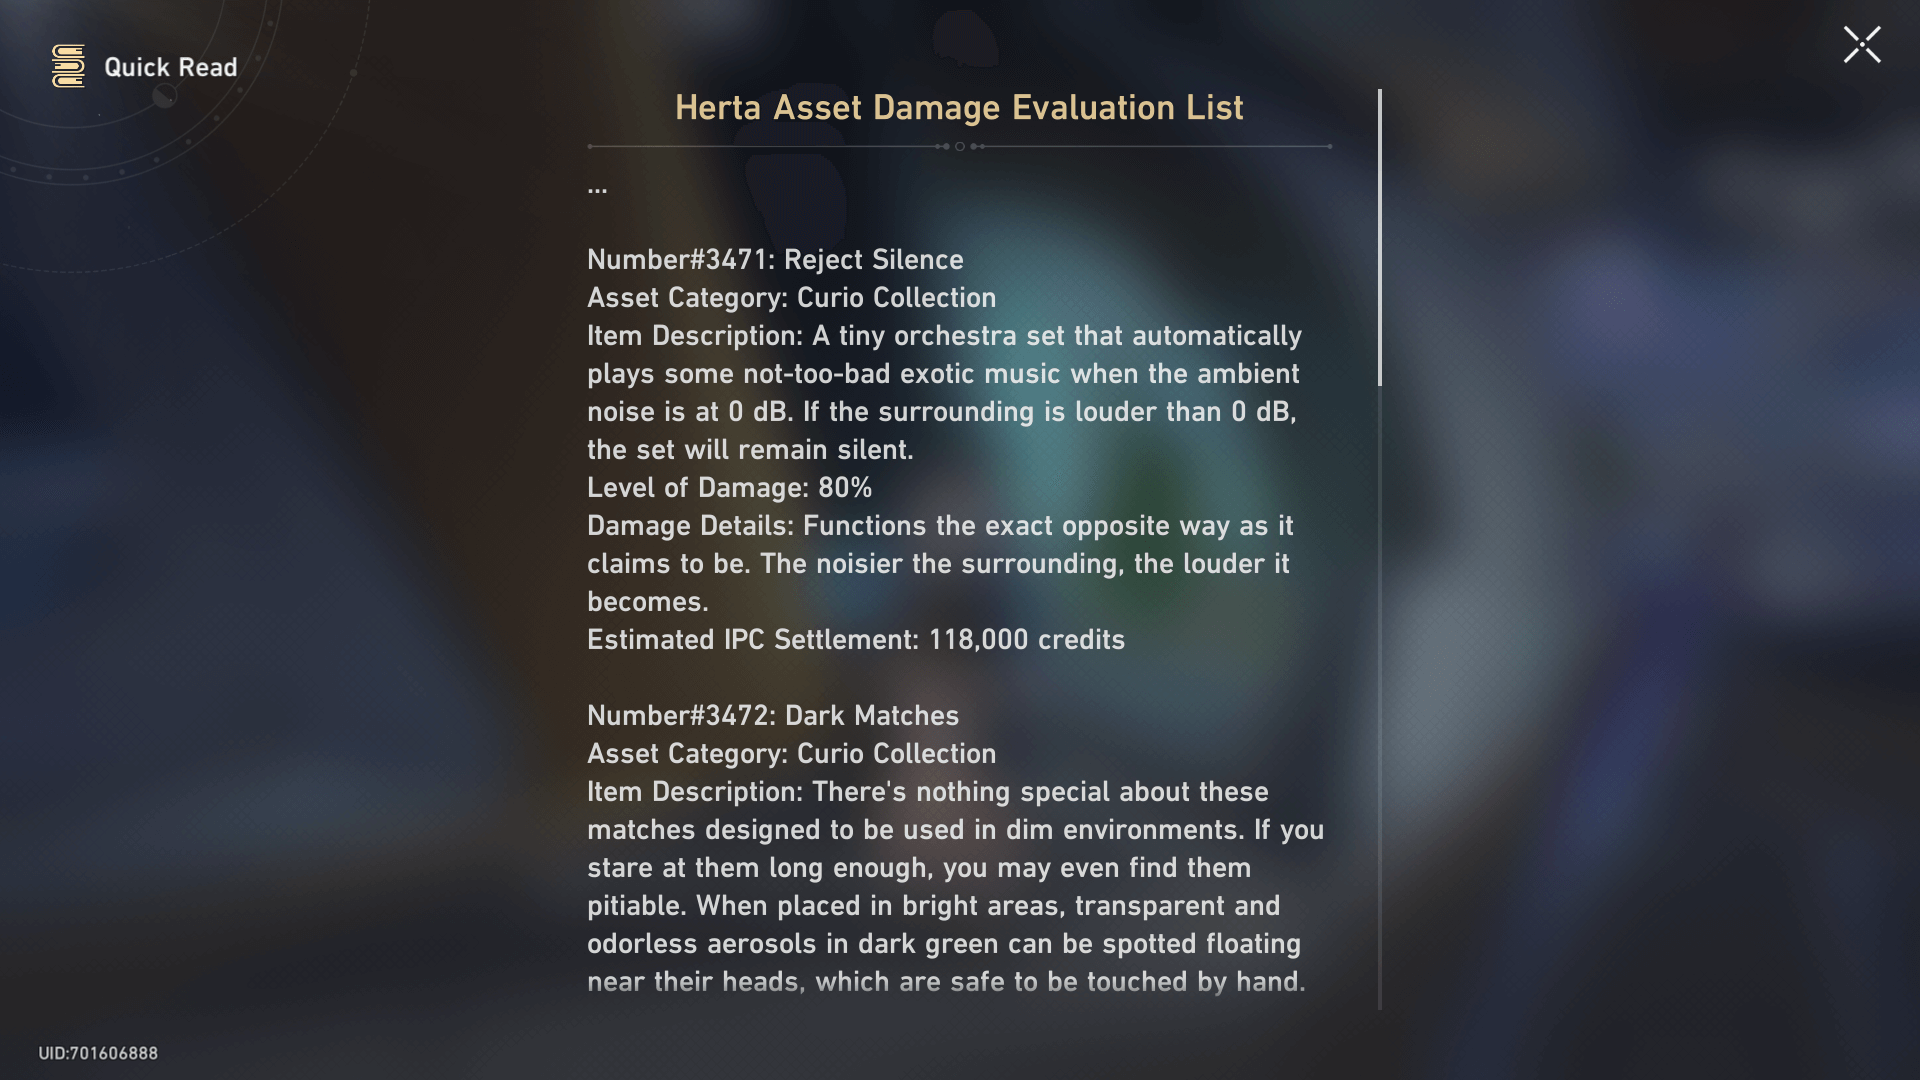 Quick Read
Herta Asset Damage Evaluation List
...
Number#3471: Reject Silence
Asset Category: Curio Collection
Item Description: A tiny orchestra set that automatically
plays some not-too-bad exotic music when the ambient
noise is at 0 dB. If the surrounding is louder than 0 dB,
the set will remain silent.
Level of Damage: 80%
Damage Details: Functions the exact opposite way as it
claims to be. The noisier the surrounding, the louder it
becomes.
Estimated IPC Settlement: 118,000 credits
Number#3472: Dark Matches
Asset Category: Curio Collection
Item Description: There's nothing special about these
matches designed to be used in dim environments. If you
stare at them long enough, you may even find them
pitiable. When placed in bright areas, transparent and
odorless aerosols in dark green can be spotted floating
near their heads, which are safe to be touched by hand.
UID:701606888